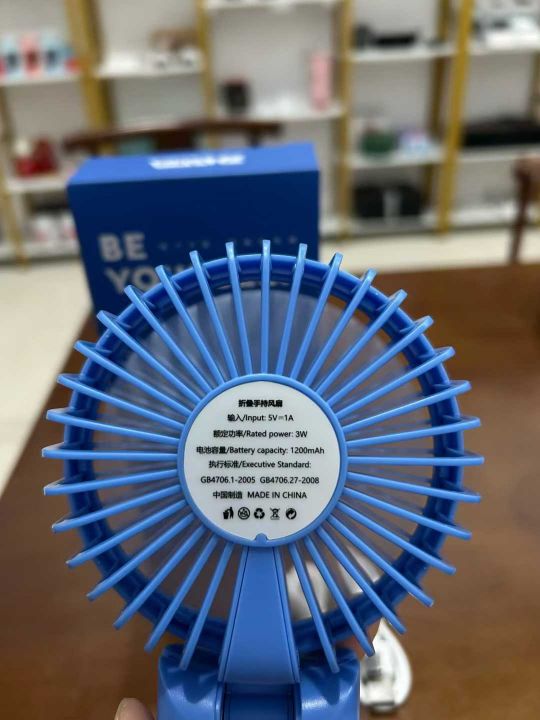 BE
YOU
折叠手持风扇
输入/Input: 5V⎓1A
额定功率/Rated power: 3W
电池容量/Battery capacity: 1200mAh
执行标准/Executive Standard:
GB4706.1-2005 GB4706.27-2008
中国制造 MADE IN CHINA